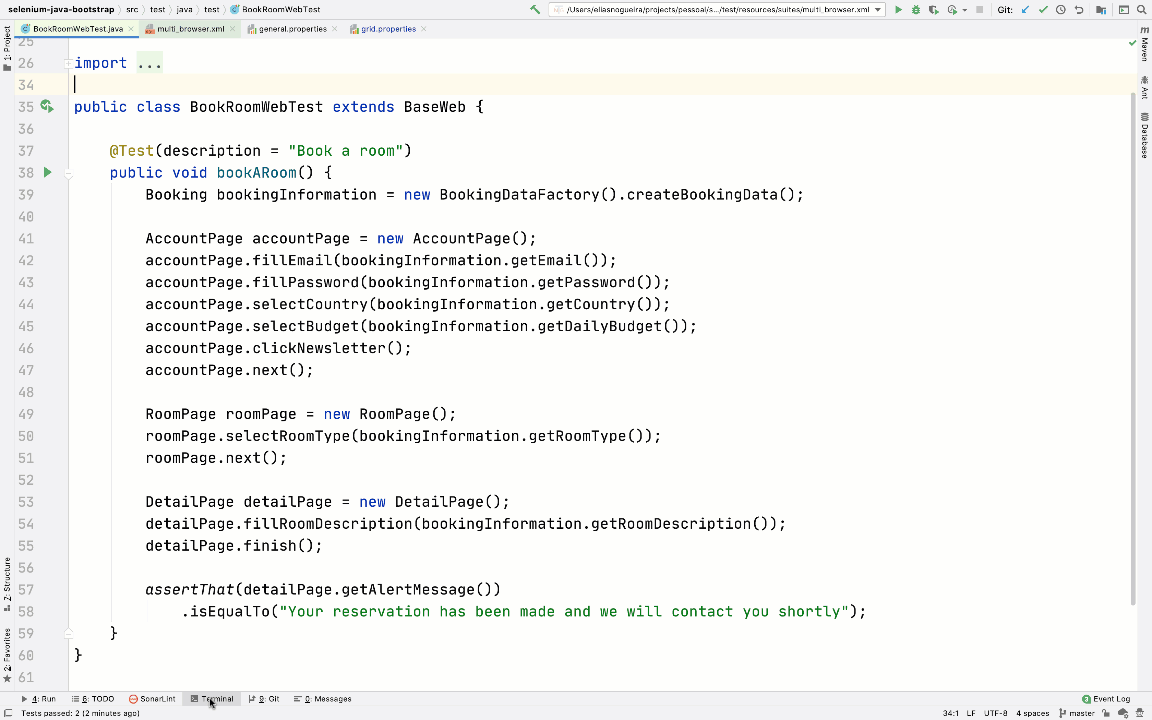 selenium-java-bootstrap › src › test › java › test › BookRoomWebTest
/Users/eliasnogueira/projects/pessoal/s.../test/resources/suites/multi_browser.xml
Git:
BookRoomWebTest.java × multi_browser.xml × general.properties × grid.properties ×
1: Project
Maven
Ant
Database
2: Structure
2: Favorites
25
26 import ...
34
35 public class BookRoomWebTest extends BaseWeb {
36
37 @Test(description = "Book a room")
38 public void bookARoom() {
39 Booking bookingInformation = new BookingDataFactory().createBookingData();
40
41 AccountPage accountPage = new AccountPage();
42 accountPage.fillEmail(bookingInformation.getEmail());
43 accountPage.fillPassword(bookingInformation.getPassword());
44 accountPage.selectCountry(bookingInformation.getCountry());
45 accountPage.selectBudget(bookingInformation.getDailyBudget());
46 accountPage.clickNewsletter();
47 accountPage.next();
48
49 RoomPage roomPage = new RoomPage();
50 roomPage.selectRoomType(bookingInformation.getRoomType());
51 roomPage.next();
52
53 DetailPage detailPage = new DetailPage();
54 detailPage.fillRoomDescription(bookingInformation.getRoomDescription());
55 detailPage.finish();
56
57 assertThat(detailPage.getAlertMessage())
58 .isEqualTo("Your reservation has been made and we will contact you shortly");
59 }
60 }
61
4: Run 6: TODO SonarLint Terminal 9: Git 0: Messages 2 Event Log
Tests passed: 2 (2 minutes ago) 34:1 LF UTF-8 4 spaces master